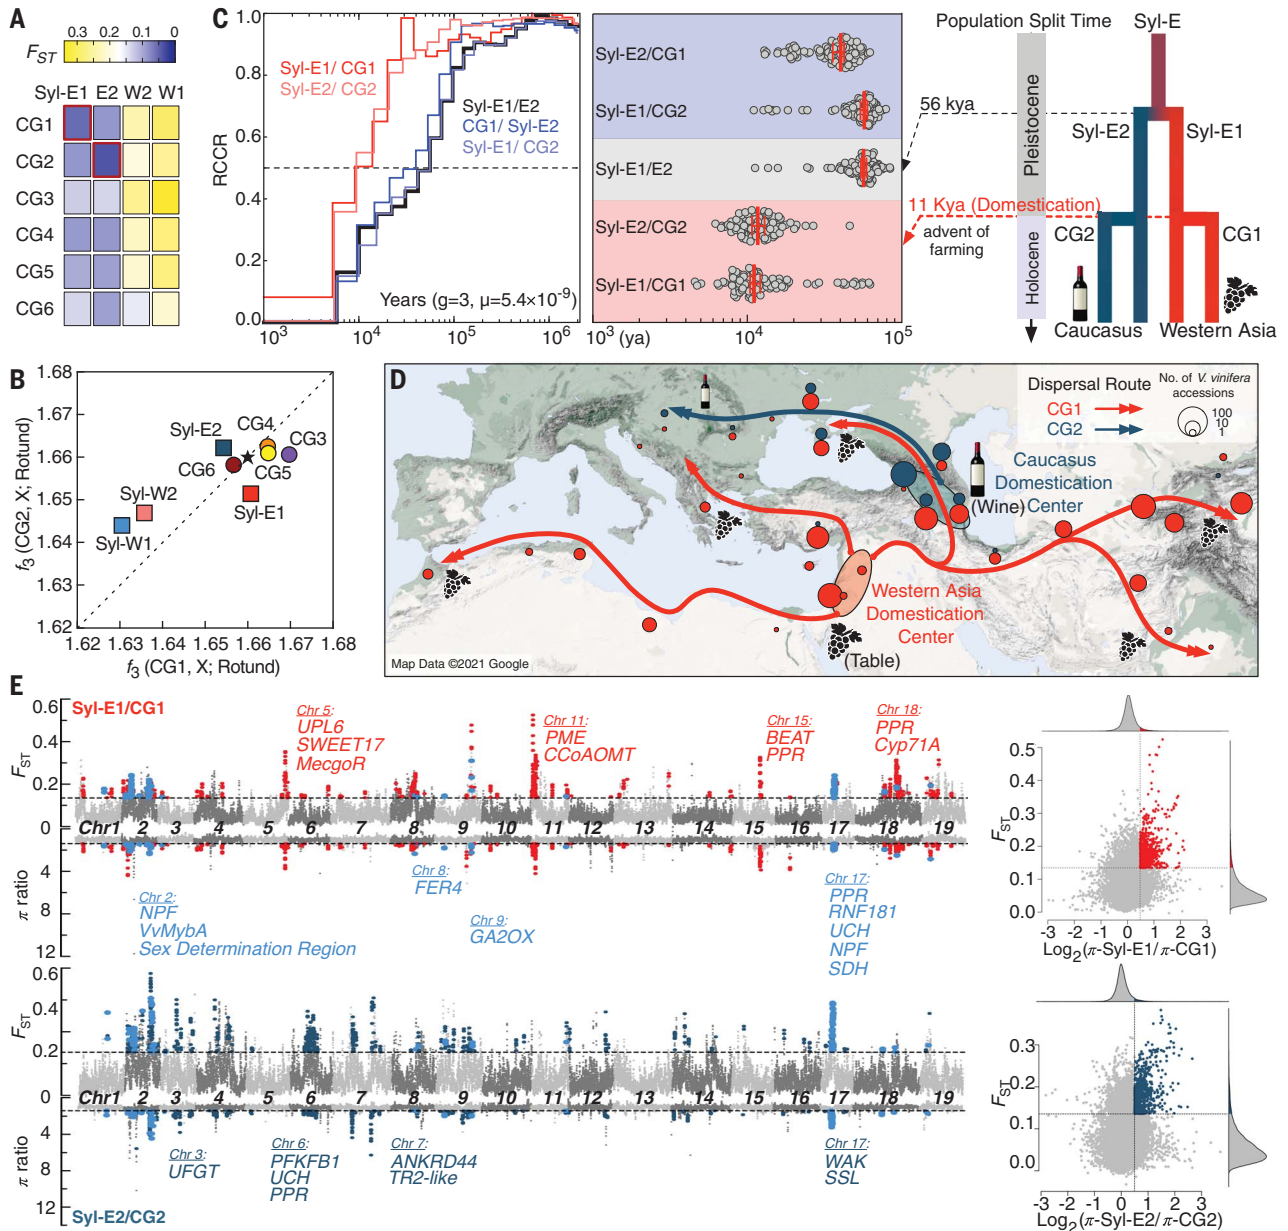 A
F_ST
0.3 0.2 0.1 0
Syl-E1 E2 W2 W1
CG1
CG2
CG3
CG4
CG5
CG6
C
RCCR
1.0
0.8
0.6
0.4
0.2
0.0
Syl-E1/ CG1
Syl-E2/ CG2
Syl-E1/E2
CG1/ Syl-E2
Syl-E1/ CG2
Years (g=3, μ=5.4×10⁻⁹)
10³ 10⁴ 10⁵ 10⁶
Syl-E2/CG1
Syl-E1/CG2
Syl-E1/E2
Syl-E2/CG2
Syl-E1/CG1
10³ (ya) 10⁴ 10⁵
Population Split Time
Syl-E
Pleistocene
Holocene
56 kya
Syl-E2 Syl-E1
11 Kya (Domestication)
advent of
farming
CG2 CG1
Caucasus Western Asia
B
f₃ (CG2, X; Rotund)
1.68
1.67
1.66
1.65
1.64
1.63
1.62
Syl-E2
CG4
CG3
CG6
CG5
Syl-E1
Syl-W2
Syl-W1
1.62 1.63 1.64 1.65 1.66 1.67 1.68
f₃ (CG1, X; Rotund)
D
Dispersal Route
CG1
CG2
No. of V. vinifera
accessions
100
10
1
Caucasus
Domestication
Center
(Wine)
Western Asia
Domestication
Center
(Table)
Map Data ©2021 Google
E
Syl-E1/CG1
F_ST
0.6
0.4
0.2
0
Chr 5:
UPL6
SWEET17
MecgoR
Chr 11:
PME
CCoAOMT
Chr 15:
BEAT
PPR
Chr 18:
PPR
Cyp71A
Chr1 2 3 4 5 6 7 8 9 10 11 12 13 14 15 16 17 18 19
π ratio
4
8
12
Chr 2:
NPF
VvMybA
Sex Determination Region
Chr 8:
FER4
Chr 9:
GA2OX
Chr 17:
PPR
RNF181
UCH
NPF
SDH
F_ST
0.5
0.4
0.3
0.2
0.1
0.0
-3 -2 -1 0 1 2 3
Log₂(π-Syl-E1/π-CG1)
F_ST
0.6
0.4
0.2
0
Chr1 2 3 4 5 6 7 8 9 10 11 12 13 14 15 16 17 18 19
π ratio
4
8
12
Chr 3:
UFGT
Chr 6:
PFKFB1
UCH
PPR
Chr 7:
ANKRD44
TR2-like
Chr 17:
WAK
SSL
Syl-E2/CG2
F_ST
0.3
0.2
0.1
0.0
-3 -2 -1 0 1 2 3
Log₂(π-Syl-E2/π-CG2)